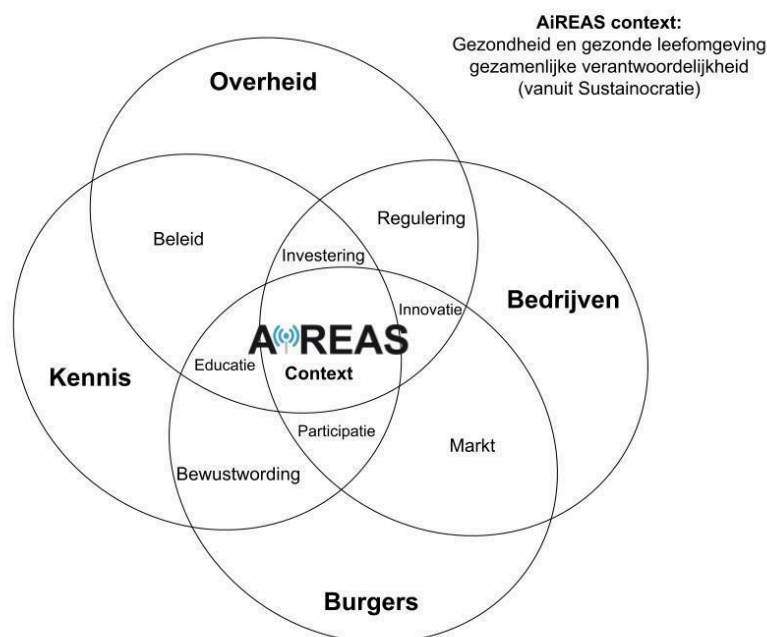 AiREAS context:
Gezondheid en gezonde leefomgeving
gezamenlijke verantwoordelijkheid
(vanuit Sustainocratie)
Overheid
Regulering
Beleid
Investering
Bedrijven
Innovatie
AiREAS
Educatie
Context
Kennis
Participatie
Markt
Bewustwording
Burgers